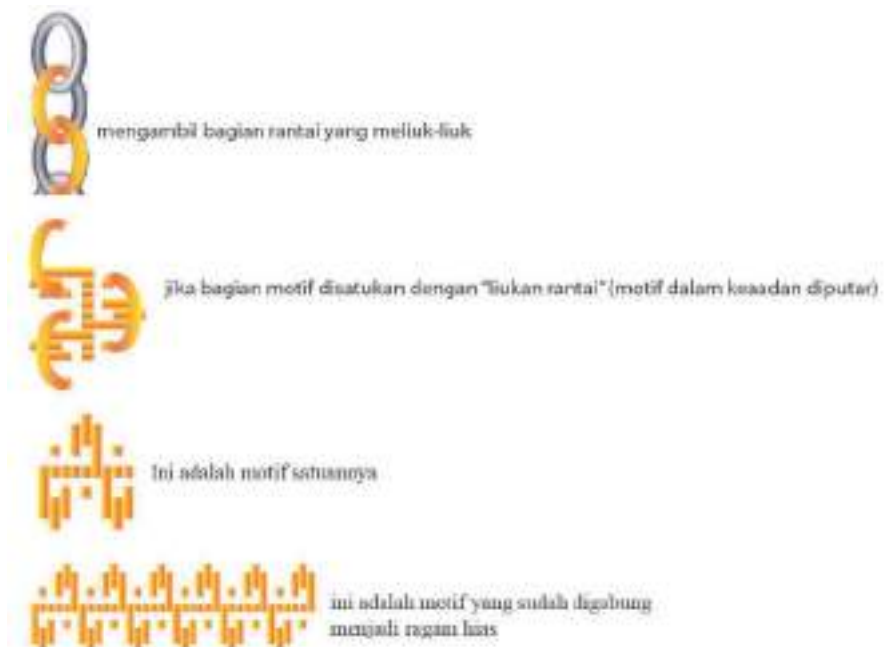 mengambil bagian rantai yang meliuk-liuk
jika bagian motif disatukan dengan "liukan rantai" (motif dalam keaadan diputar)
Ini adalah motif satuannya
ini adalah motif yang sudah digabung
menjadi ragam hias